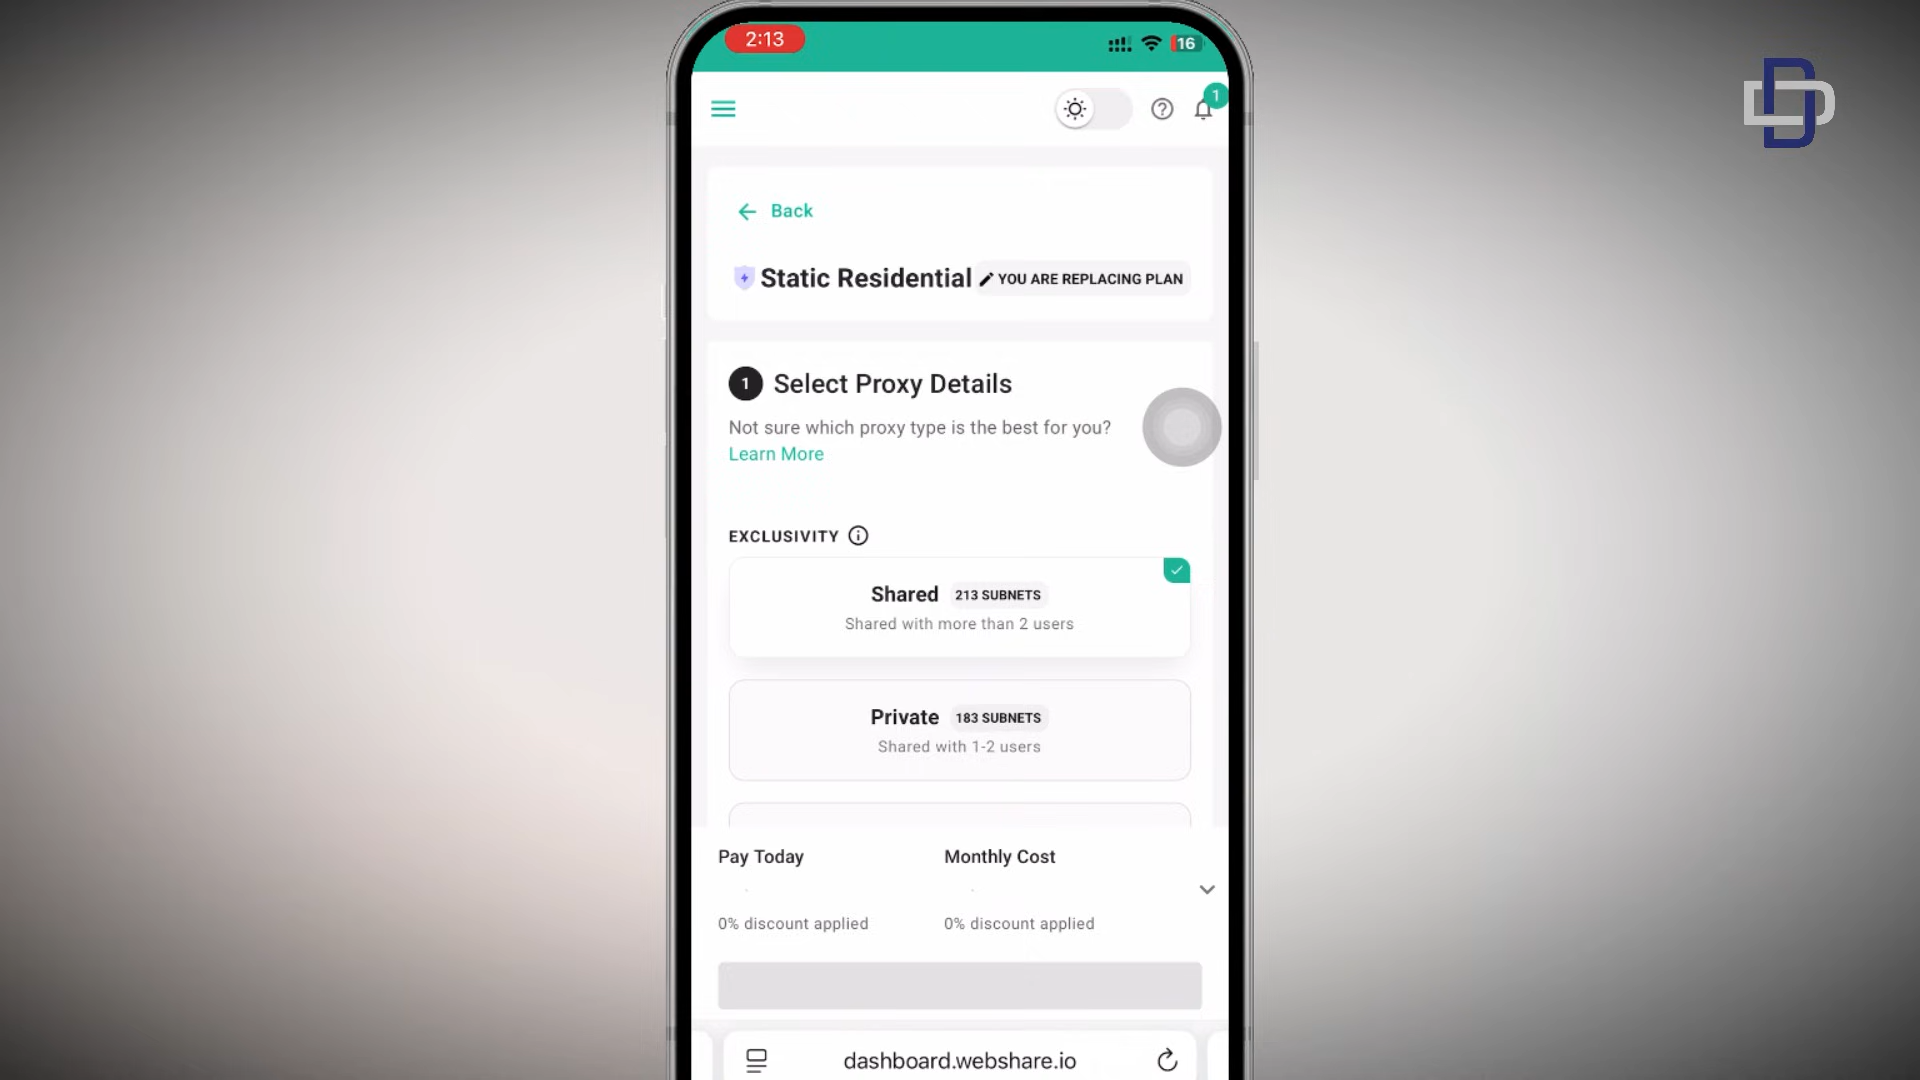 2:13
16
1
Back
Static Residential
YOU ARE REPLACING PLAN
1 Select Proxy Details
Not sure which proxy type is the best for you?
Learn More
EXCLUSIVITY
Shared 213 SUBNETS
Shared with more than 2 users
Private 183 SUBNETS
Shared with 1-2 users
Pay Today
Monthly Cost
0% discount applied
0% discount applied
dashboard.webshare.io